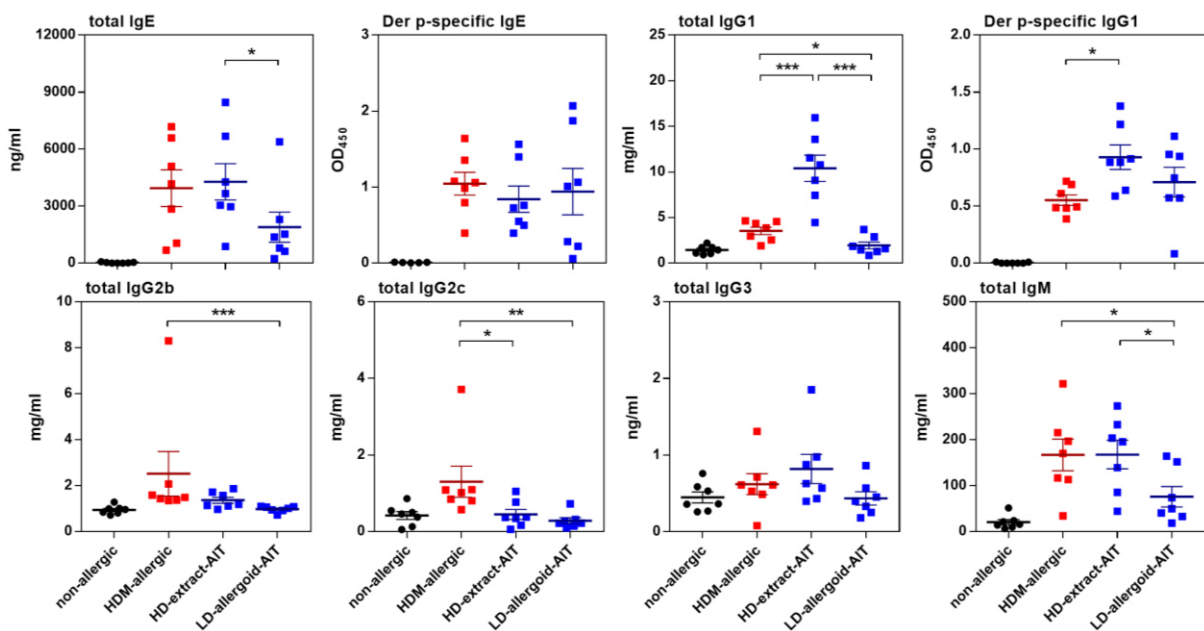 total IgE
12000
9000
6000
3000
0
ng/ml
*
Der p-specific IgE
3
2
1
0
OD450
total IgG1
25
20
15
10
5
0
mg/ml
*
*** ***
Der p-specific IgG1
2.0
1.5
1.0
0.5
0.0
OD450
*
total IgG2b
10
8
6
4
2
0
mg/ml
***
non-allergic
HDM-allergic
HD-extract-AIT
LD-allergoid-AIT
total IgG2c
6
4
2
0
mg/ml
**
*
non-allergic
HDM-allergic
HD-extract-AIT
LD-allergoid-AIT
total IgG3
3
2
1
0
ng/ml
non-allergic
HDM-allergic
HD-extract-AIT
LD-allergoid-AIT
total IgM
500
400
300
200
100
0
mg/ml
*
*
non-allergic
HDM-allergic
HD-extract-AIT
LD-allergoid-AIT